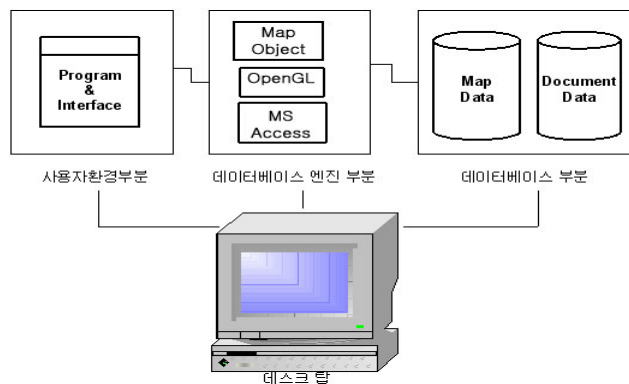 Program
&
Interface
Map
Object
OpenGL
MS
Access
Map
Data
Document
Data
사용자환경부분
데이터베이스 엔진 부분
데이터베이스 부분
데스크 탑